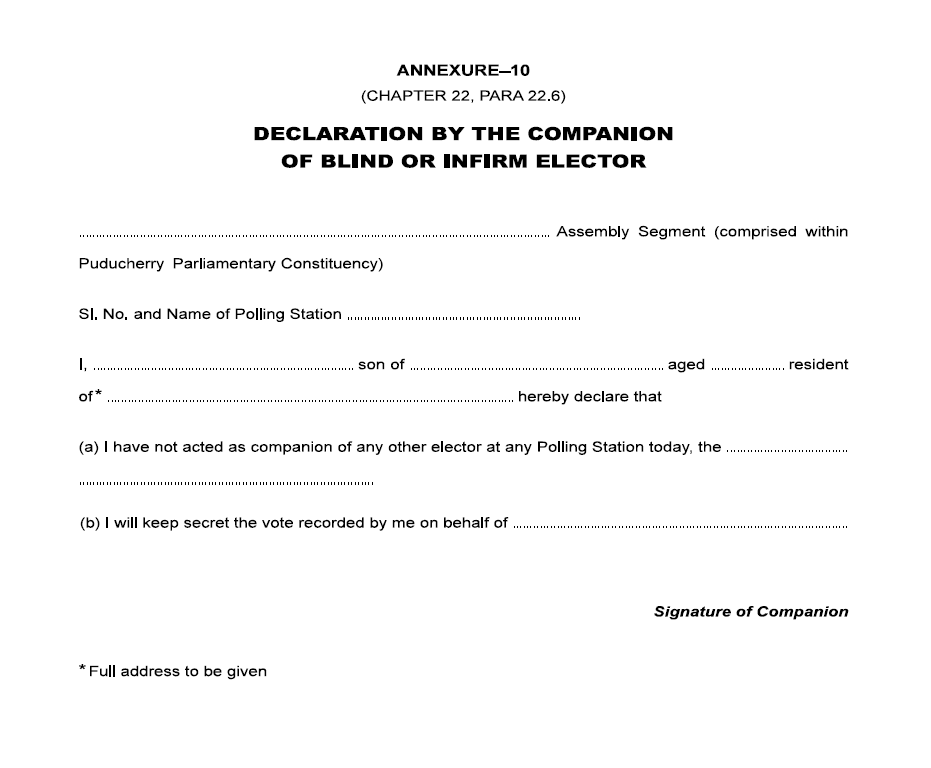 ANNEXURE–10
(CHAPTER 22, PARA 22.6)
DECLARATION BY THE COMPANION
OF BLIND OR INFIRM ELECTOR
........................................................................ Assembly Segment (comprised within
Puducherry Parliamentary Constituency)
Sl. No. and Name of Polling Station ....................................
I, ........................................ son of ........................................ aged ............ resident
of* .............................................................. hereby declare that
(a) I have not acted as companion of any other elector at any Polling Station today, the ..................
.............................................
(b) I will keep secret the vote recorded by me on behalf of ..................................................
Signature of Companion
* Full address to be given